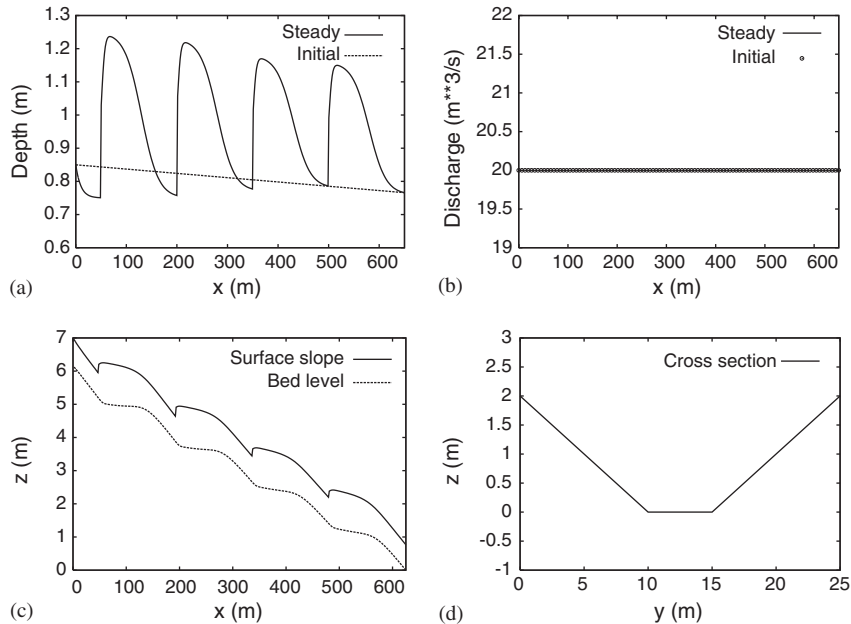 1.4
1.3
1.2
1.1
1
0.9
0.8
0.7
0.6
Depth (m)
Steady
Initial
0 100 200 300 400 500 600
x (m)
(a)
22
21.5
21
20.5
20
19.5
19
Discharge (m**3/s)
Steady
Initial
0 100 200 300 400 500 600
x (m)
(b)
7
6
5
4
3
2
1
0
z (m)
Surface slope
Bed level
0 100 200 300 400 500 600
x (m)
(c)
3
2.5
2
1.5
1
0.5
0
-0.5
-1
z (m)
Cross section
0 5 10 15 20 25
y (m)
(d)